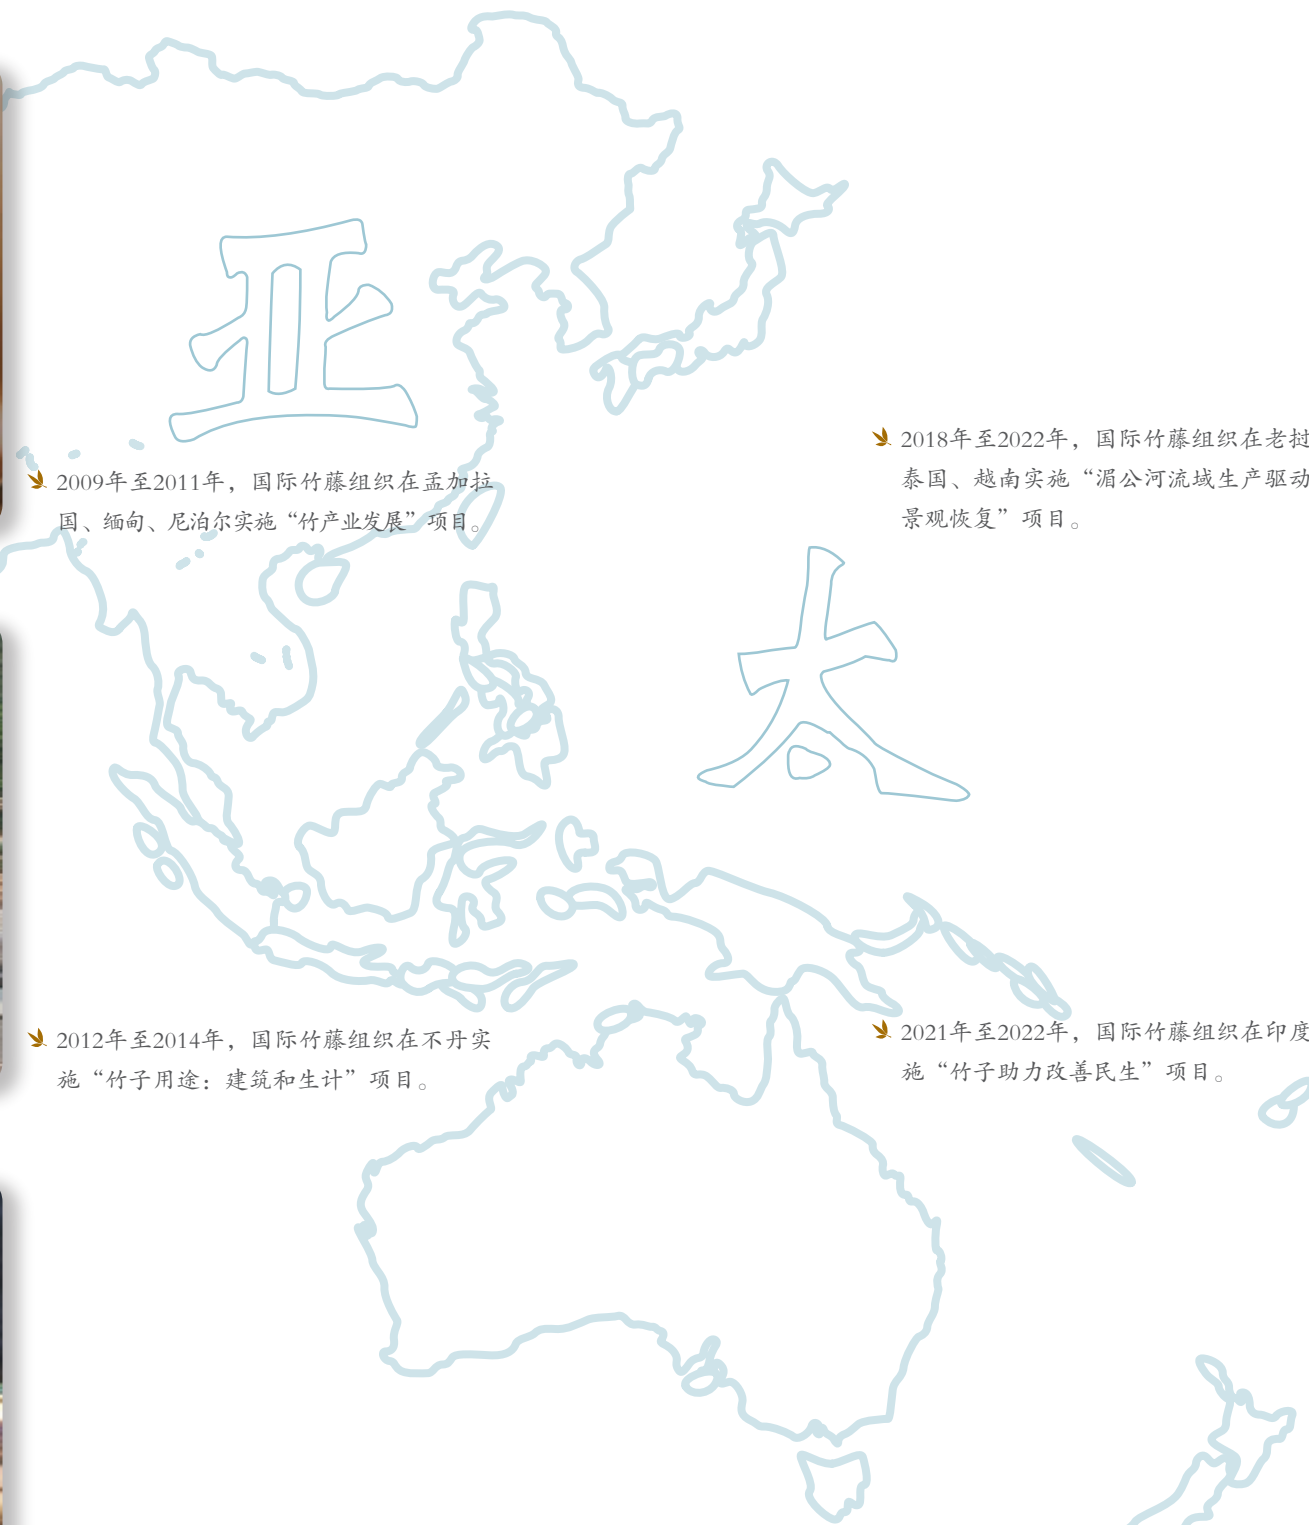 亚
2009年至2011年，国际竹藤组织在孟加拉
国、缅甸、尼泊尔实施“竹产业发展”项目。
2012年至2014年，国际竹藤组织在不丹实
施“竹子用途：建筑和生计”项目。
太
2018年至2022年，国际竹藤组织在老挝
泰国、越南实施“湄公河流域生产驱动
景观恢复”项目。
2021年至2022年，国际竹藤组织在印度
施“竹子助力改善民生”项目。